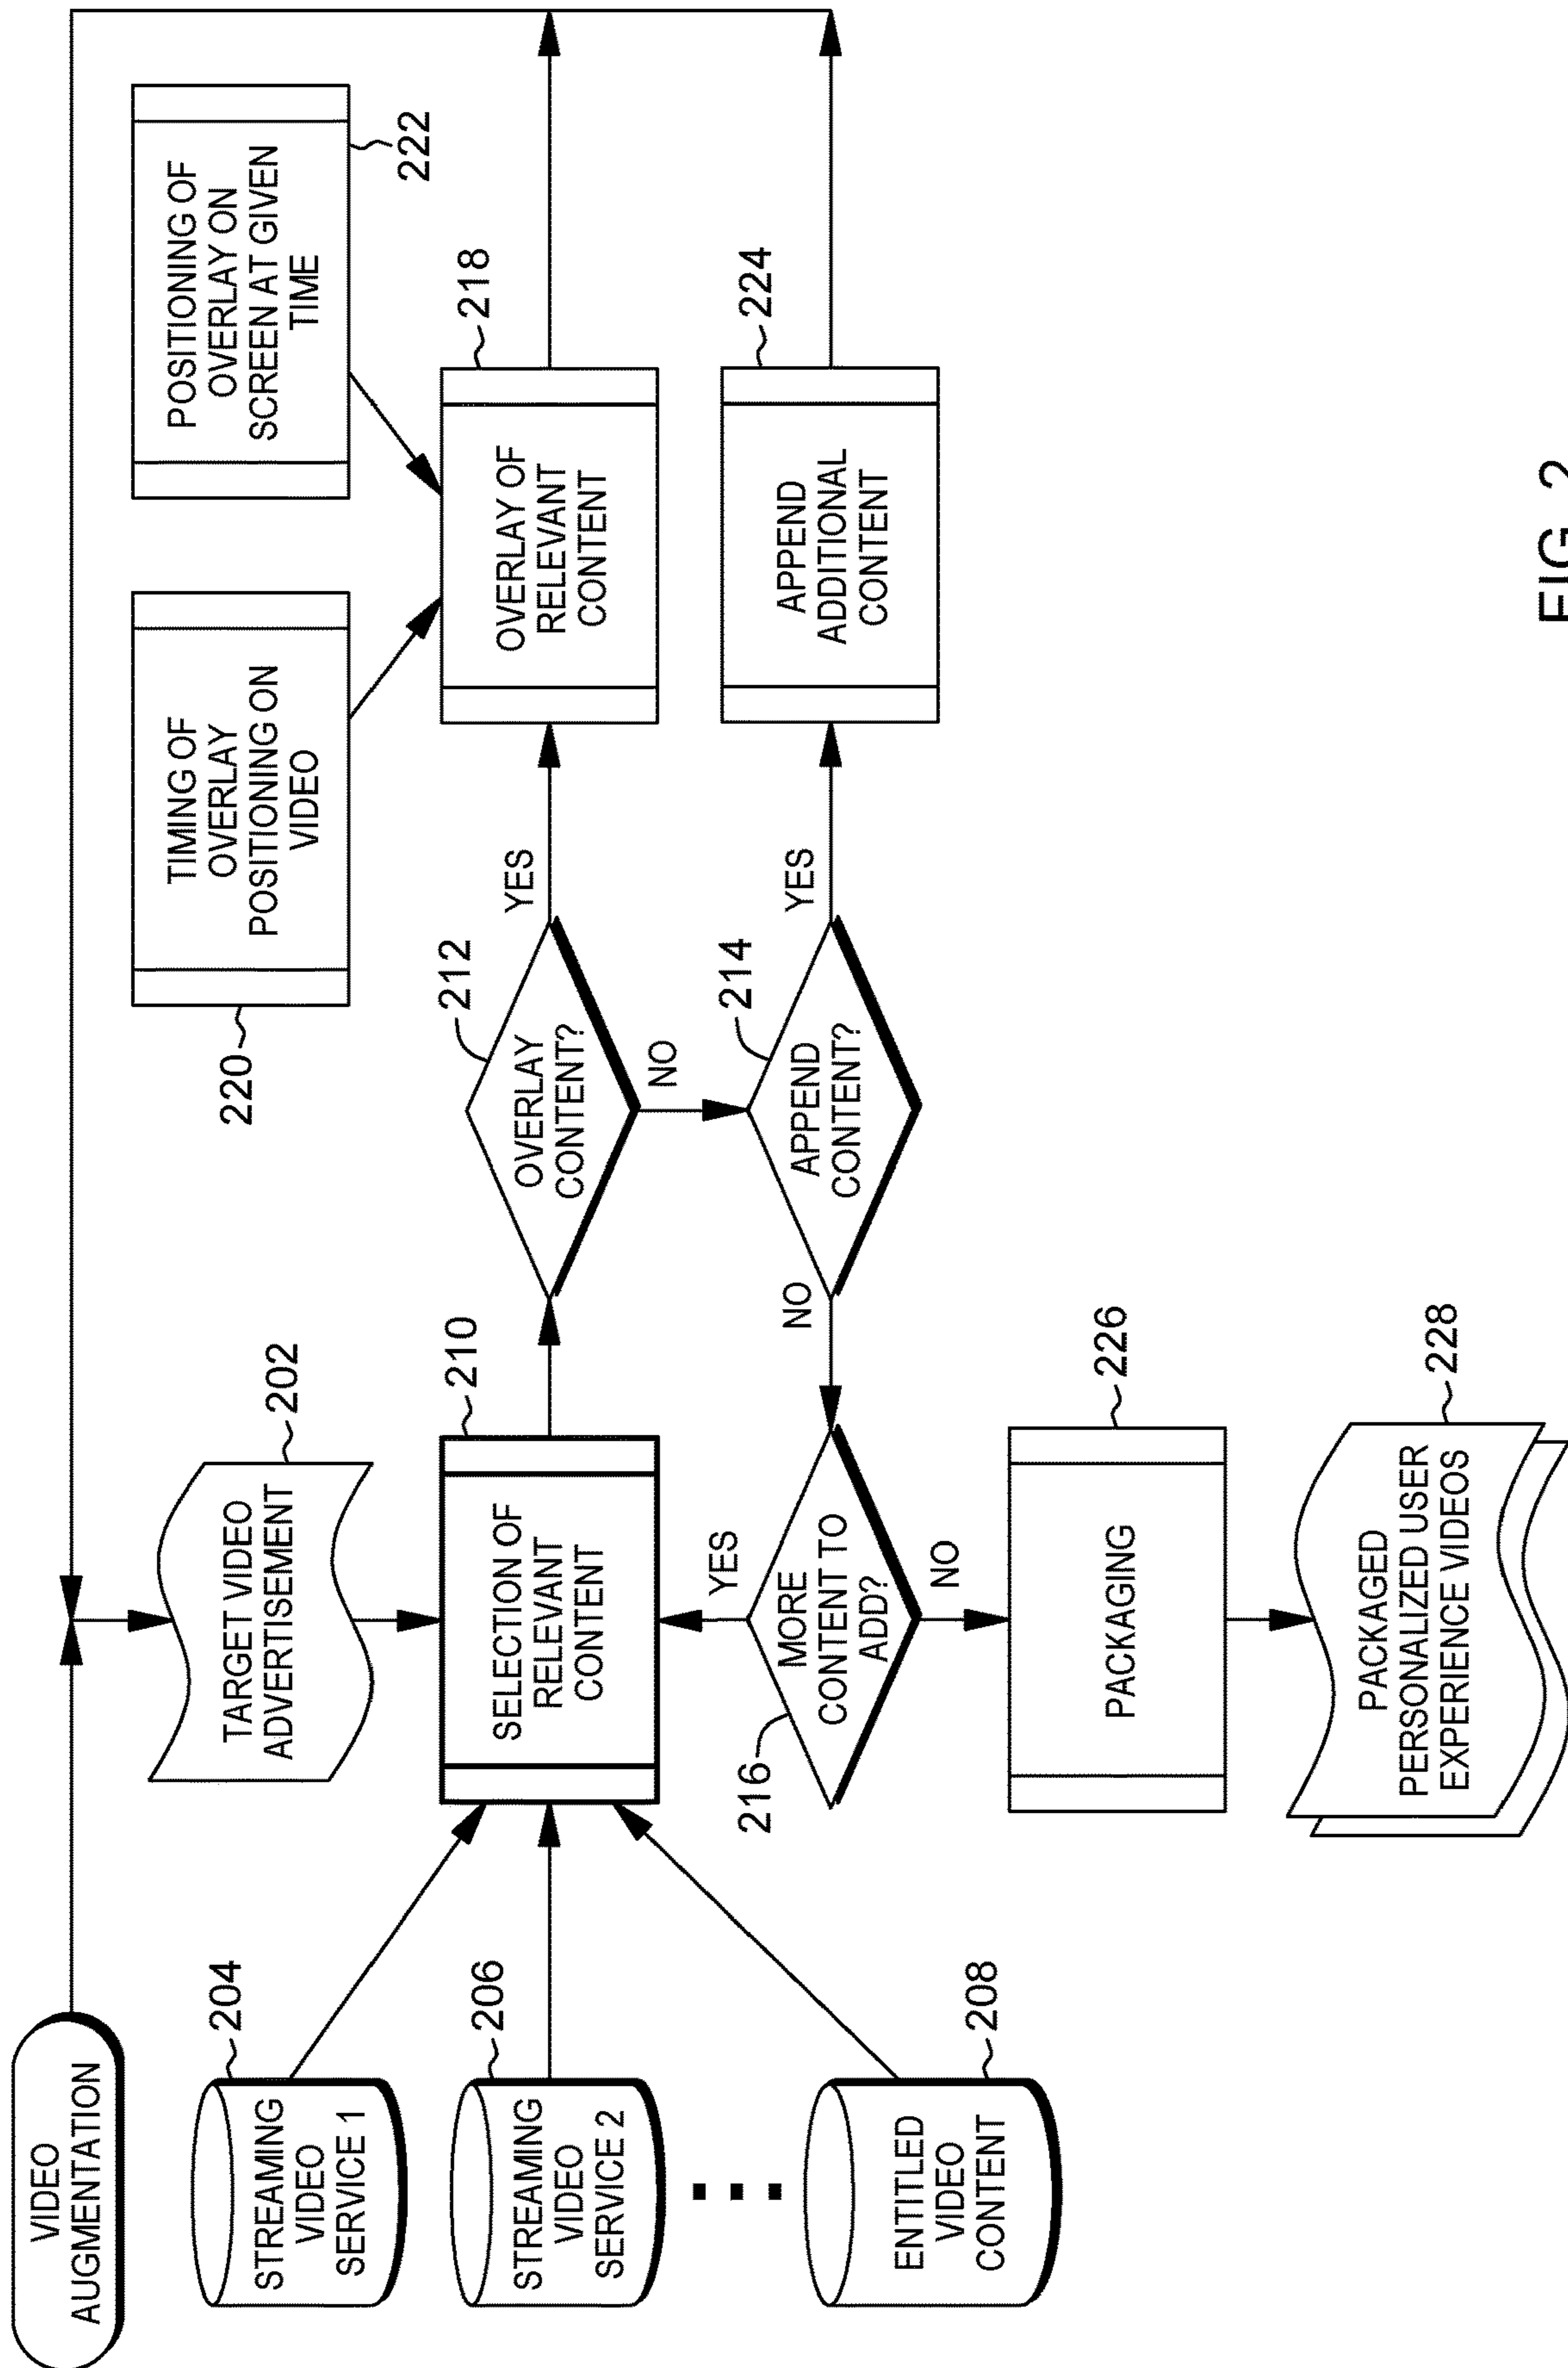 VIDEO
AUGMENTATION
TARGET VIDEO
ADVERTISEMENT
202
TIMING OF
OVERLAY
POSITIONING ON
VIDEO
220
POSITIONING OF
OVERLAY ON
SCREEN AT GIVEN
TIME
222
STREAMING
VIDEO
SERVICE 1
204
STREAMING
VIDEO
SERVICE 2
206
ENTITLED
VIDEO
CONTENT
208
SELECTION OF
RELEVANT
CONTENT
210
OVERLAY
CONTENT?
212
YES
NO
OVERLAY OF
RELEVANT
CONTENT
218
APPEND
CONTENT?
214
YES
NO
APPEND
ADDITIONAL
CONTENT
224
MORE
CONTENT TO
ADD?
216
YES
NO
PACKAGING
226
PACKAGED
PERSONALIZED USER
EXPERIENCE VIDEOS
228
FIG. 2